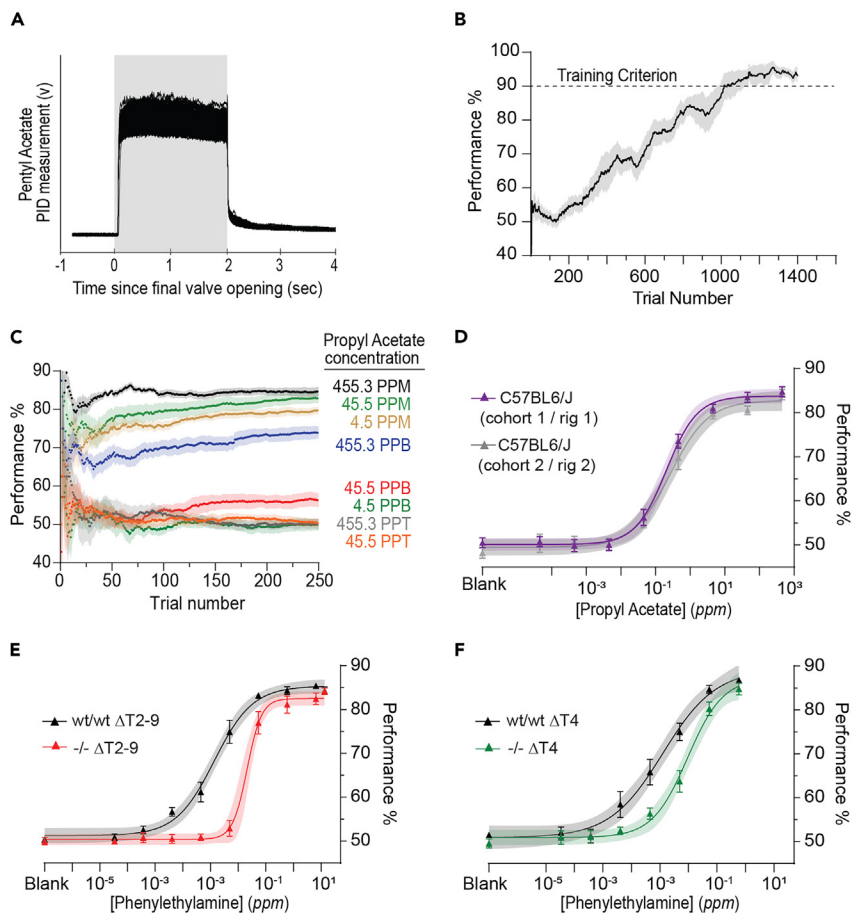 A
Pentyl Acetate
PID measurement (v)
-1 0 1 2 3 4
Time since final valve opening (sec)
B
Performance %
100
90
80
70
60
50
40
Training Criterion
200 600 1000 1400
Trial Number
C
Performance %
90
80
70
60
50
40
0 50 100 150 200 250
Trial number
Propyl Acetate
concentration
455.3 PPM
45.5 PPM
4.5 PPM
455.3 PPB
45.5 PPB
4.5 PPB
455.3 PPT
45.5 PPT
D
C57BL6/J
(cohort 1 / rig 1)
C57BL6/J
(cohort 2 / rig 2)
90
80
70
60
50
Performance %
Blank 10⁻³ 10⁻¹ 10¹ 10³
[Propyl Acetate] (ppm)
E
wt/wt ΔT2-9
-/- ΔT2-9
90
80
70
60
50
Performance %
Blank 10⁻⁵ 10⁻³ 10⁻³ 10⁻¹ 10¹
[Phenylethylamine] (ppm)
F
wt/wt ΔT4
-/- ΔT4
90
80
70
60
50
Performance %
Blank 10⁻⁵ 10⁻³ 10⁻³ 10⁻¹ 10¹
[Phenylethylamine] (ppm)